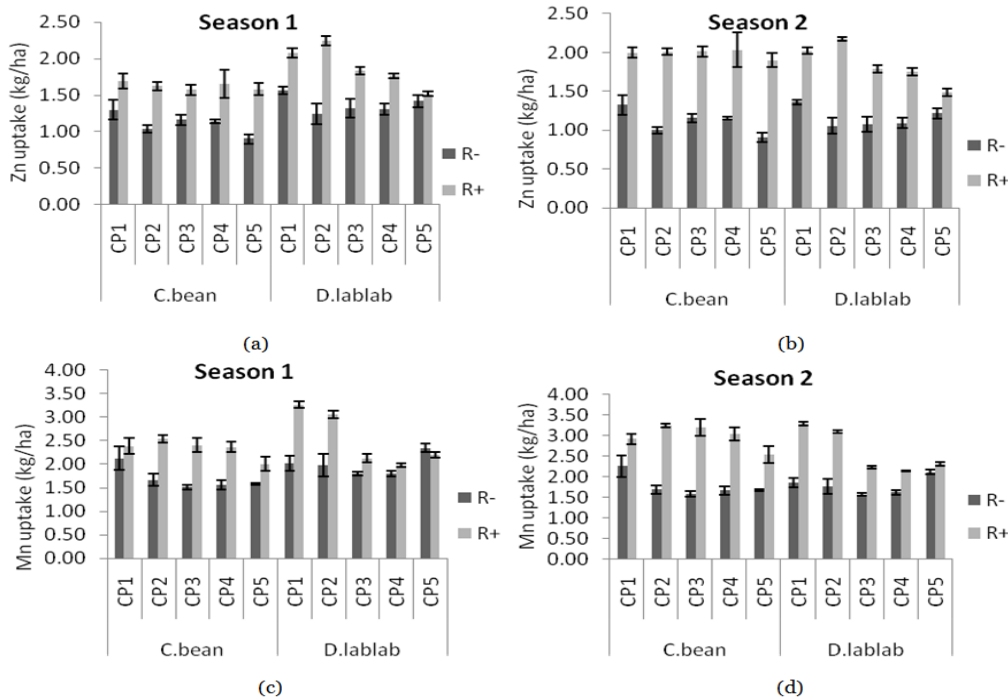 Season 1
Zn uptake (kg/ha)
2.50
2.00
1.50
1.00
0.50
0.00
R-
R+
CP1 CP2 CP3 CP4 CP5 CP1 CP2 CP3 CP4 CP5
C.bean D.lablab
(a)
Season 2
Zn uptake (kg/ha)
2.50
2.00
1.50
1.00
0.50
0.00
R-
R+
CP1 CP2 CP3 CP4 CP5 CP1 CP2 CP3 CP4 CP5
C.bean D.lablab
(b)
Season 1
Mn uptake (kg/ha)
4.00
3.50
3.00
2.50
2.00
1.50
1.00
0.50
0.00
R-
R+
CP1 CP2 CP3 CP4 CP5 CP1 CP2 CP3 CP4 CP5
C.bean D.lablab
(c)
Season 2
Mn uptake (kg/ha)
4.00
3.50
3.00
2.50
2.00
1.50
1.00
0.50
0.00
R-
R+
CP1 CP2 CP3 CP4 CP5 CP1 CP2 CP3 CP4 CP5
C.bean D.lablab
(d)